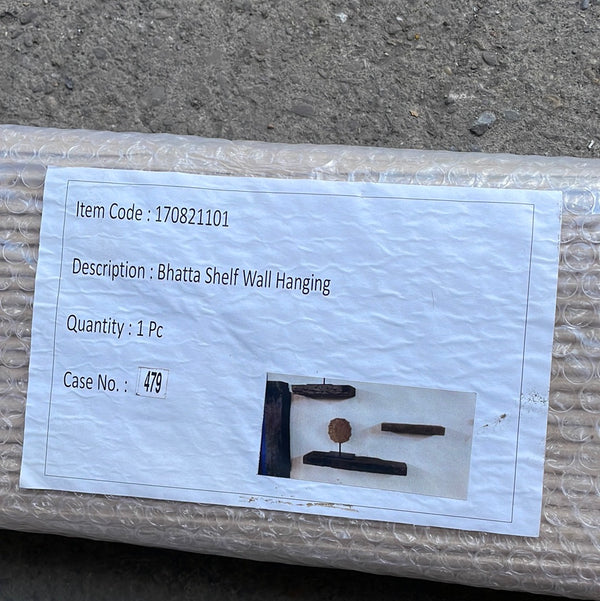 Item Code : 170821101
Description : Bhatta Shelf Wall Hanging
Quantity : 1 Pc
Case No. : 479